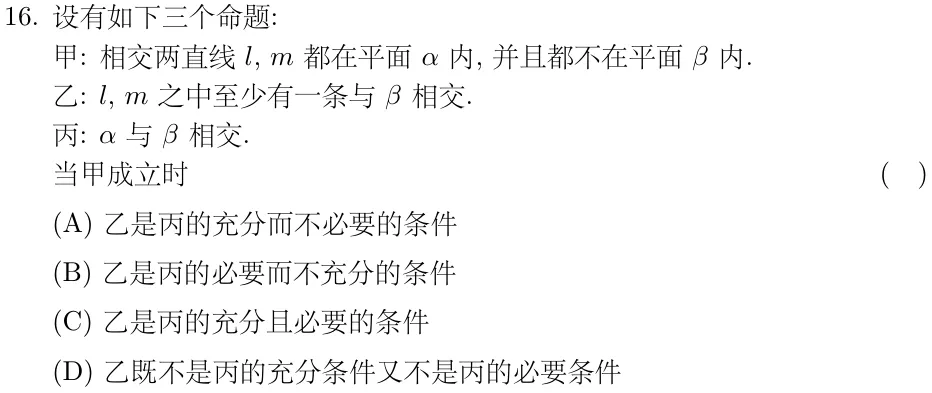 16. 设有如下三个命题:
甲: 相交两直线 l, m 都在平面 α 内, 并且都不在平面 β 内.
乙: l, m 之中至少有一条与 β 相交.
丙: α 与 β 相交.
当甲成立时 ( )
(A) 乙是丙的充分而不必要的条件
(B) 乙是丙的必要而不充分的条件
(C) 乙是丙的充分且必要的条件
(D) 乙既不是丙的充分条件又不是丙的必要条件